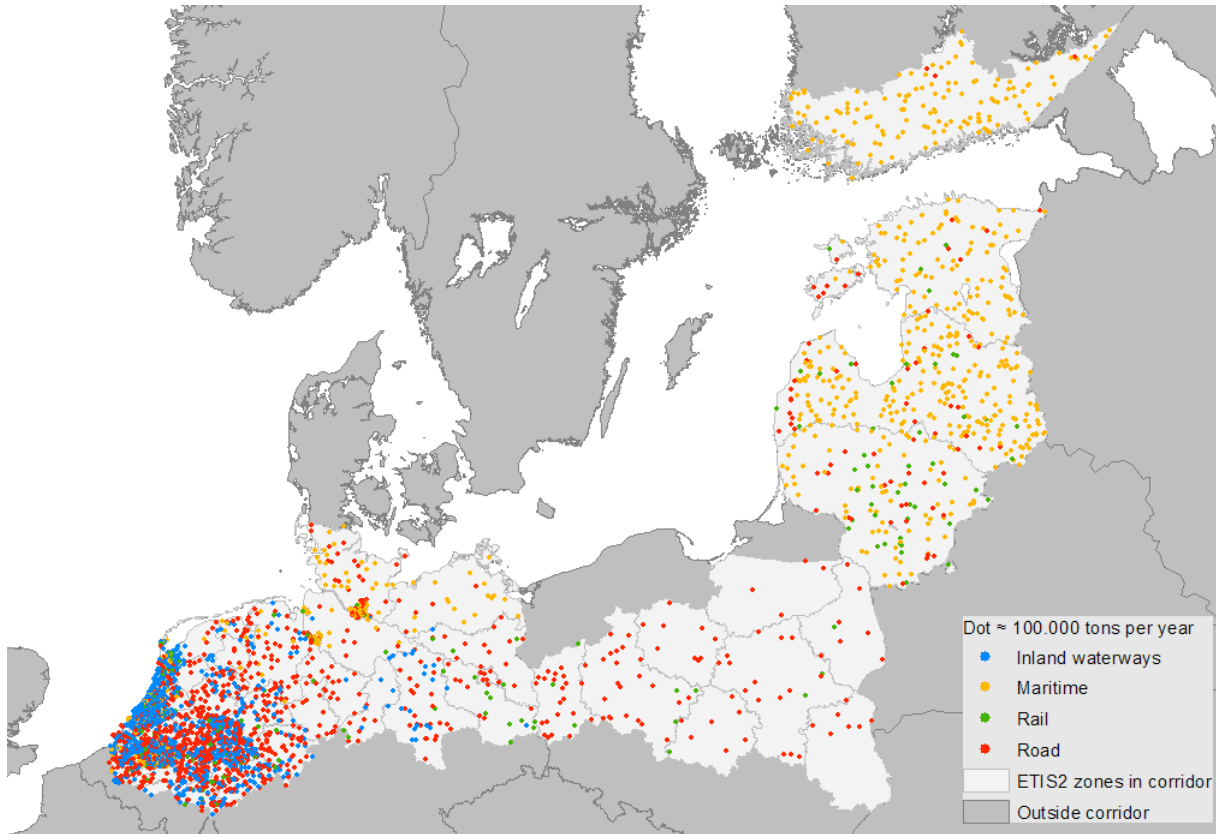 Dot ≈ 100.000 tons per year
Inland waterways
Maritime
Rail
Road
ETIS2 zones in corridor
Outside corridor